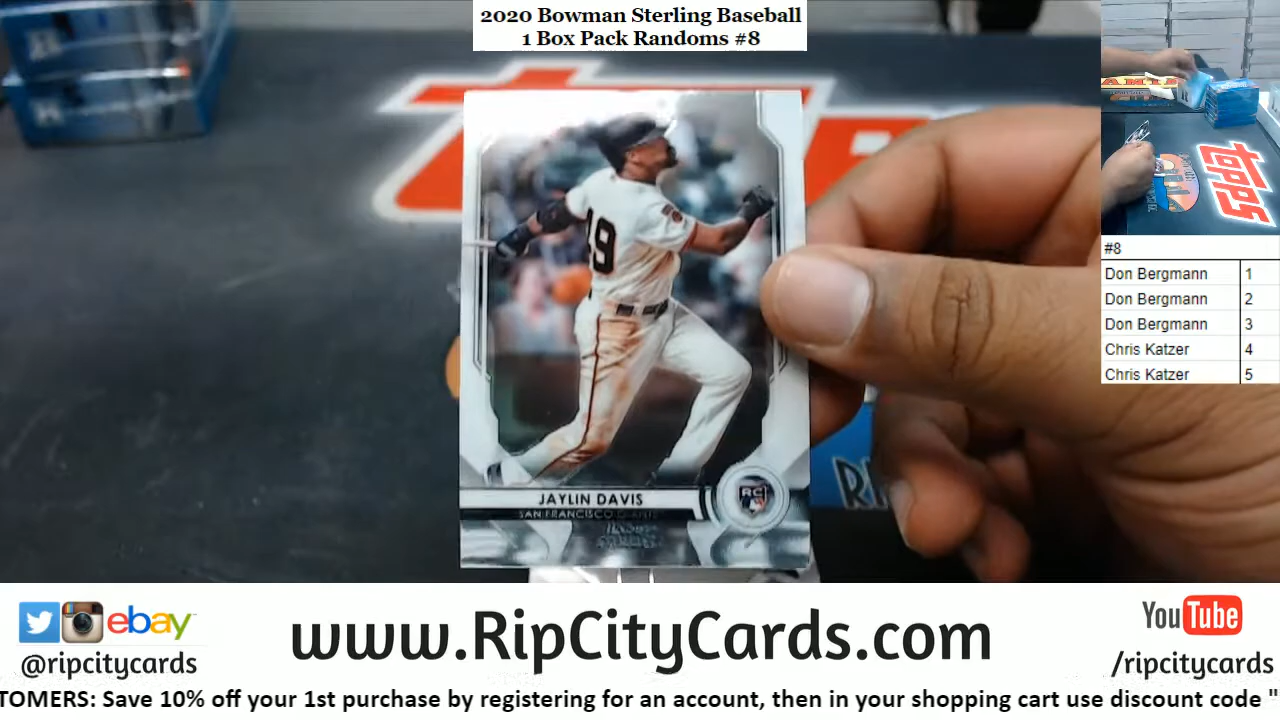 2020 Bowman Sterling Baseball
1 Box Pack Randoms #8
topps
49
JAYLIN DAVIS
SAN FRANCISCO GIANTS
RC
#8
Don Bergmann 1
Don Bergmann 2
Don Bergmann 3
Chris Katzer 4
Chris Katzer 5
ebay
@ripcitycards
www.RipCityCards.com
YouTube
/ripcitycards
TOMERS: Save 10% off your 1st purchase by registering for an account, then in your shopping cart use discount code "